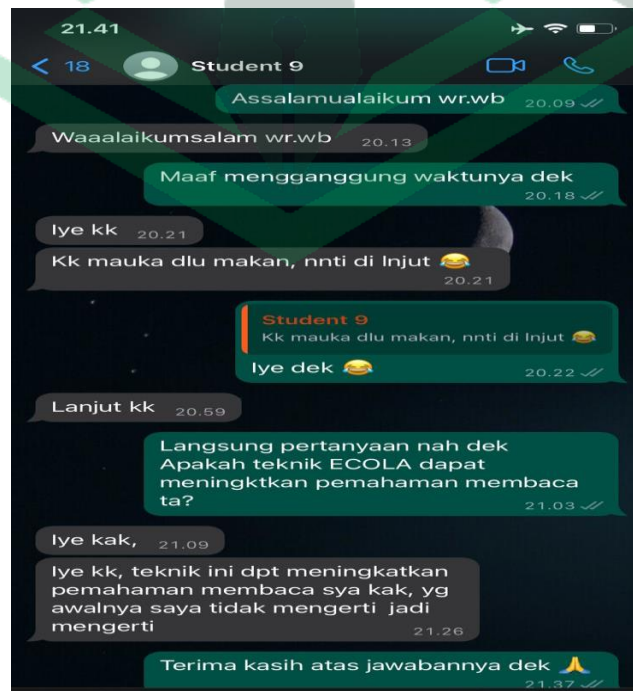 21.41
18 Student 9
Assalamualaikum wr.wb 20.09
Waaalaikumsalam wr.wb 20.13
Maaf mengganggung waktunya dek
20.18
Iye kk 20.21
Kk mauka dlu makan, nnti di lnjut 😂
20.21
Student 9
Kk mauka dlu makan, nnti di lnjut 😂
Iye dek 😂 20.22
Lanjut kk 20.59
Langsung pertanyaan nah dek
Apakah teknik ECOLA dapat
meningktkan pemahaman membaca
ta?
21.03
Iye kak, 21.09
Iye kk, teknik ini dpt meningkatkan
pemahaman membaca sya kak, yg
awalnya saya tidak mengerti jadi
mengerti 21.26
Terima kasih atas jawabannya dek 🙏
21.37